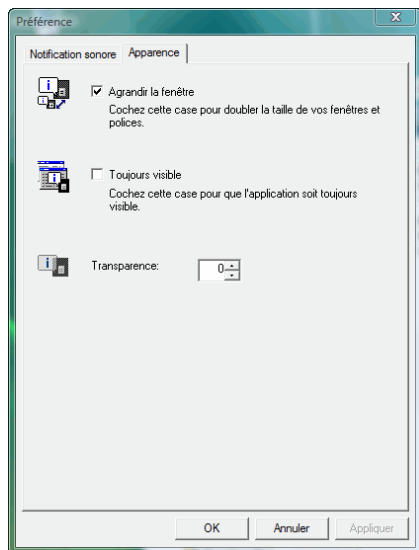 Préférence
Notification sonore
Apparence
Agrandir la fenêtre
Cochez cette case pour doubler la taille de vos fenêtres et
polices.
Toujours visible
Cochez cette case pour que l'application soit toujours
visible.
Transparence:
0
OK
Annuler
Appliquer